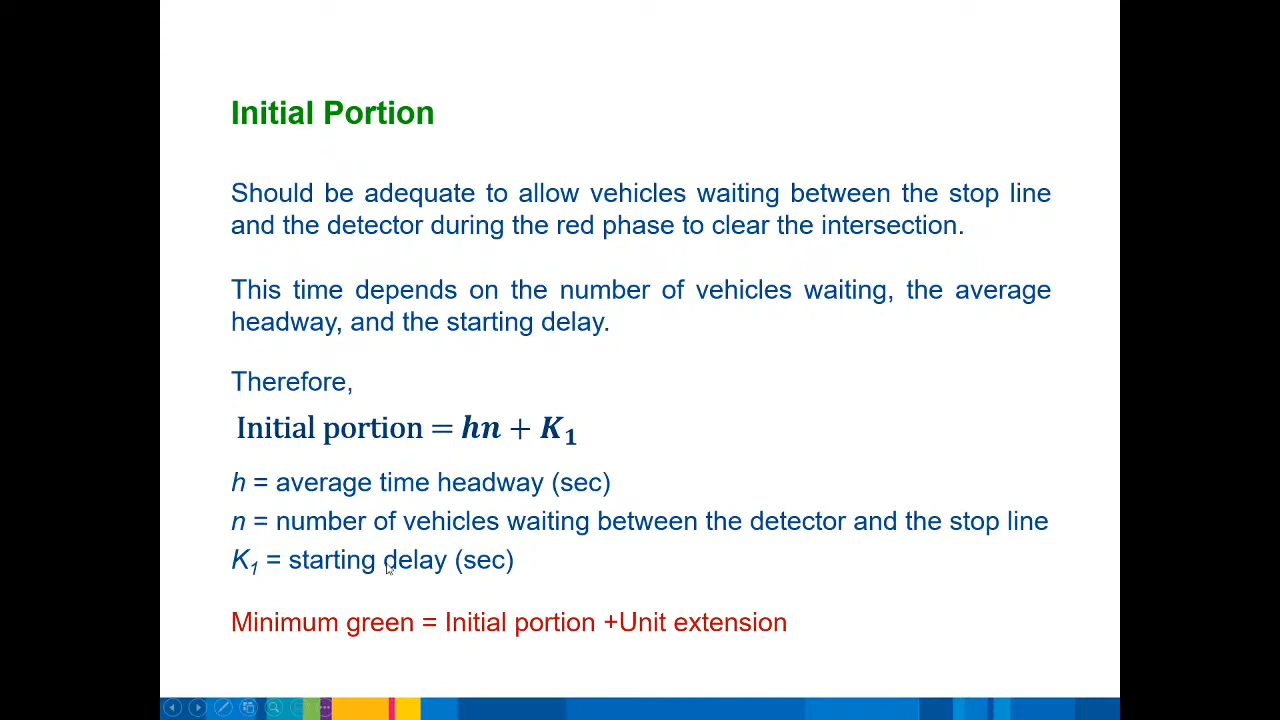 Initial Portion
Should be adequate to allow vehicles waiting between the stop line
and the detector during the red phase to clear the intersection.
This time depends on the number of vehicles waiting, the average
headway, and the starting delay.
Therefore,
Initial portion = hn + K₁
h = average time headway (sec)
n = number of vehicles waiting between the detector and the stop line
K₁ = starting delay (sec)
Minimum green = Initial portion +Unit extension